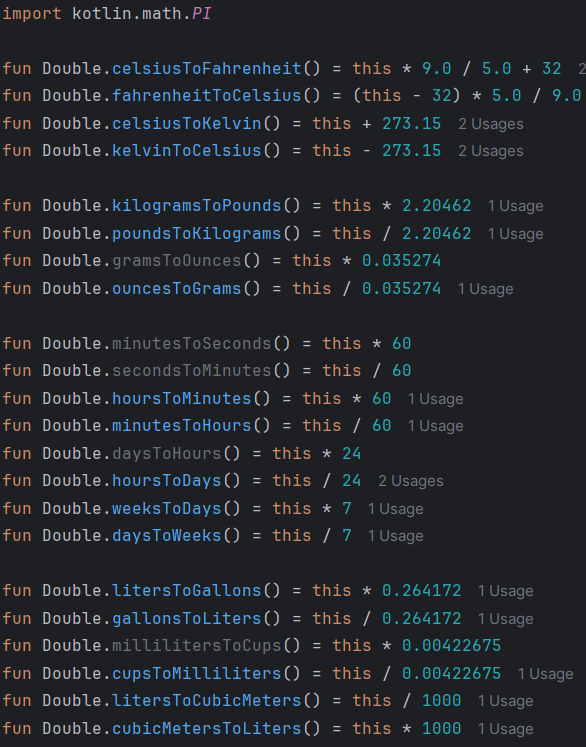 import kotlin.math.PI
fun Double.celsiusToFahrenheit() = this * 9.0 / 5.0 + 32 2
fun Double.fahrenheitToCelsius() = (this - 32) * 5.0 / 9.0
fun Double.celsiusToKelvin() = this + 273.15 2 Usages
fun Double.kelvinToCelsius() = this - 273.15 2 Usages
fun Double.kilogramsToPounds() = this * 2.20462 1 Usage
fun Double.poundsToKilograms() = this / 2.20462 1 Usage
fun Double.gramsToOunces() = this * 0.035274
fun Double.ouncesToGrams() = this / 0.035274 1 Usage
fun Double.minutesToSeconds() = this * 60
fun Double.secondsToMinutes() = this / 60
fun Double.hoursToMinutes() = this * 60 1 Usage
fun Double.minutesToHours() = this / 60 1 Usage
fun Double.daysToHours() = this * 24
fun Double.hoursToDays() = this / 24 2 Usages
fun Double.weeksToDays() = this * 7 1 Usage
fun Double.daysToWeeks() = this / 7 1 Usage
fun Double.litersToGallons() = this * 0.264172 1 Usage
fun Double.gallonsToLiters() = this / 0.264172 1 Usage
fun Double.millilitersToCups() = this * 0.00422675
fun Double.cupsToMilliliters() = this / 0.00422675 1 Usage
fun Double.litersToCubicMeters() = this / 1000 1 Usage
fun Double.cubicMetersToLiters() = this * 1000 1 Usage